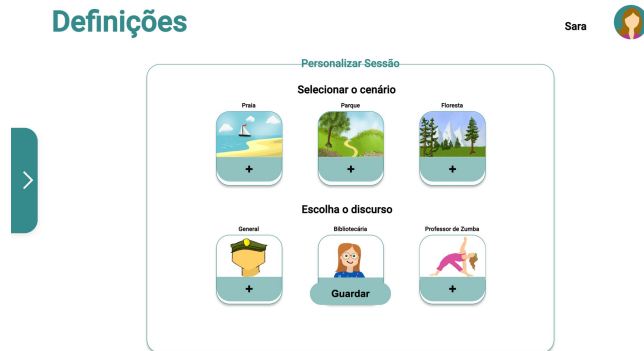 Definições
Sara
Personalizar Sessão
Selecionar o cenário
Praia Parque Floresta
+ + +
Escolha o discurso
General Bibliotecária Professor de Zumba
+ Guardar +